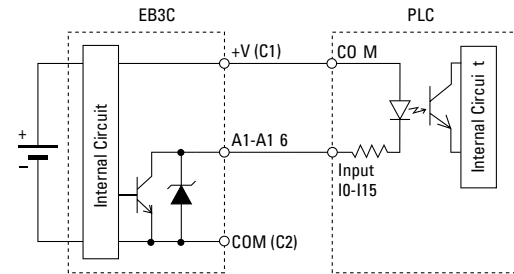 EB3C
PLC
+V (C1)
CO M
Internal Circuit
+
−
A1-A1 6
Input
I0-I15
Internal Circui t
COM (C2)